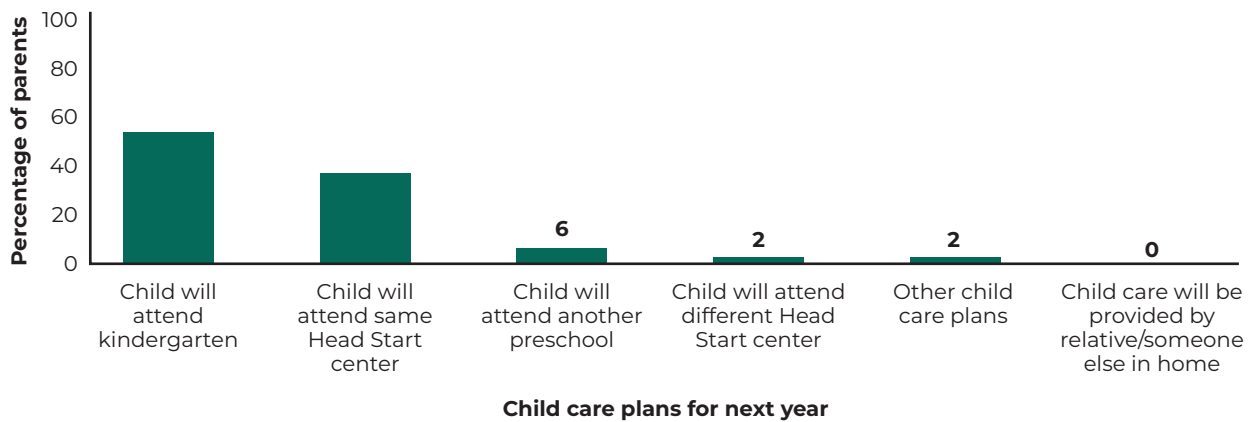 Percentage of parents
100
80
60
40
20
0
6
2
2
0
Child will
attend
kindergarten
Child will
attend same
Head Start
center
Child will
attend another
preschool
Child will attend
different Head
Start center
Other child
care plans
Child care will be
provided by
relative/someone
else in home
Child care plans for next year